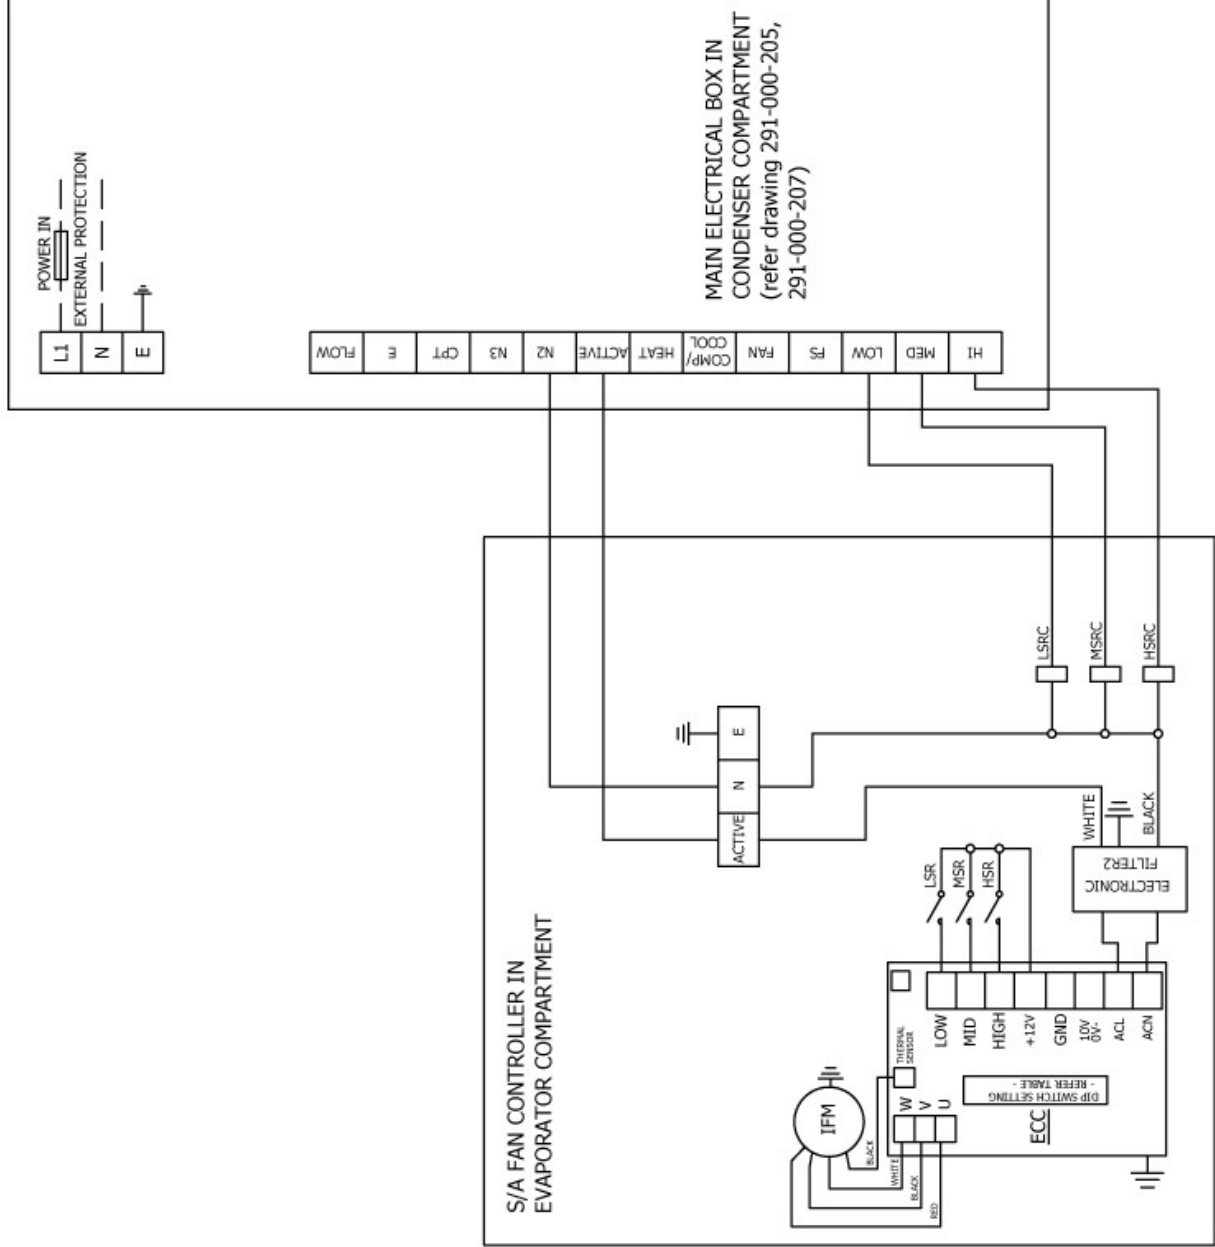 POWER IN
EXTERNAL PROTECTION
L1
N
E
FLOW
E
CPT
N3
N2
ACTIVE
HEAT
COMP/
COOL
FAN
FS
LOW
MED
HI
MAIN ELECTRICAL BOX IN
CONDENSER COMPARTMENT
(refer drawing 291-000-205,
291-000-207)
S/A FAN CONTROLLER IN
EVAPORATOR COMPARTMENT
ACTIVE
N
E
LSRC
MSRC
HSRC
WHITE
BLACK
ELECTRONIC
FILTER2
LSR
MSR
HSR
THERMAL
SENSOR
LOW
MID
HIGH
+12V
GND
10V
0V-
ACL
ACN
DIP SWITCH SETTING
- REFER TABLE -
ECC
W
V
U
IFM
BLACK
WHITE
BLACK
RED